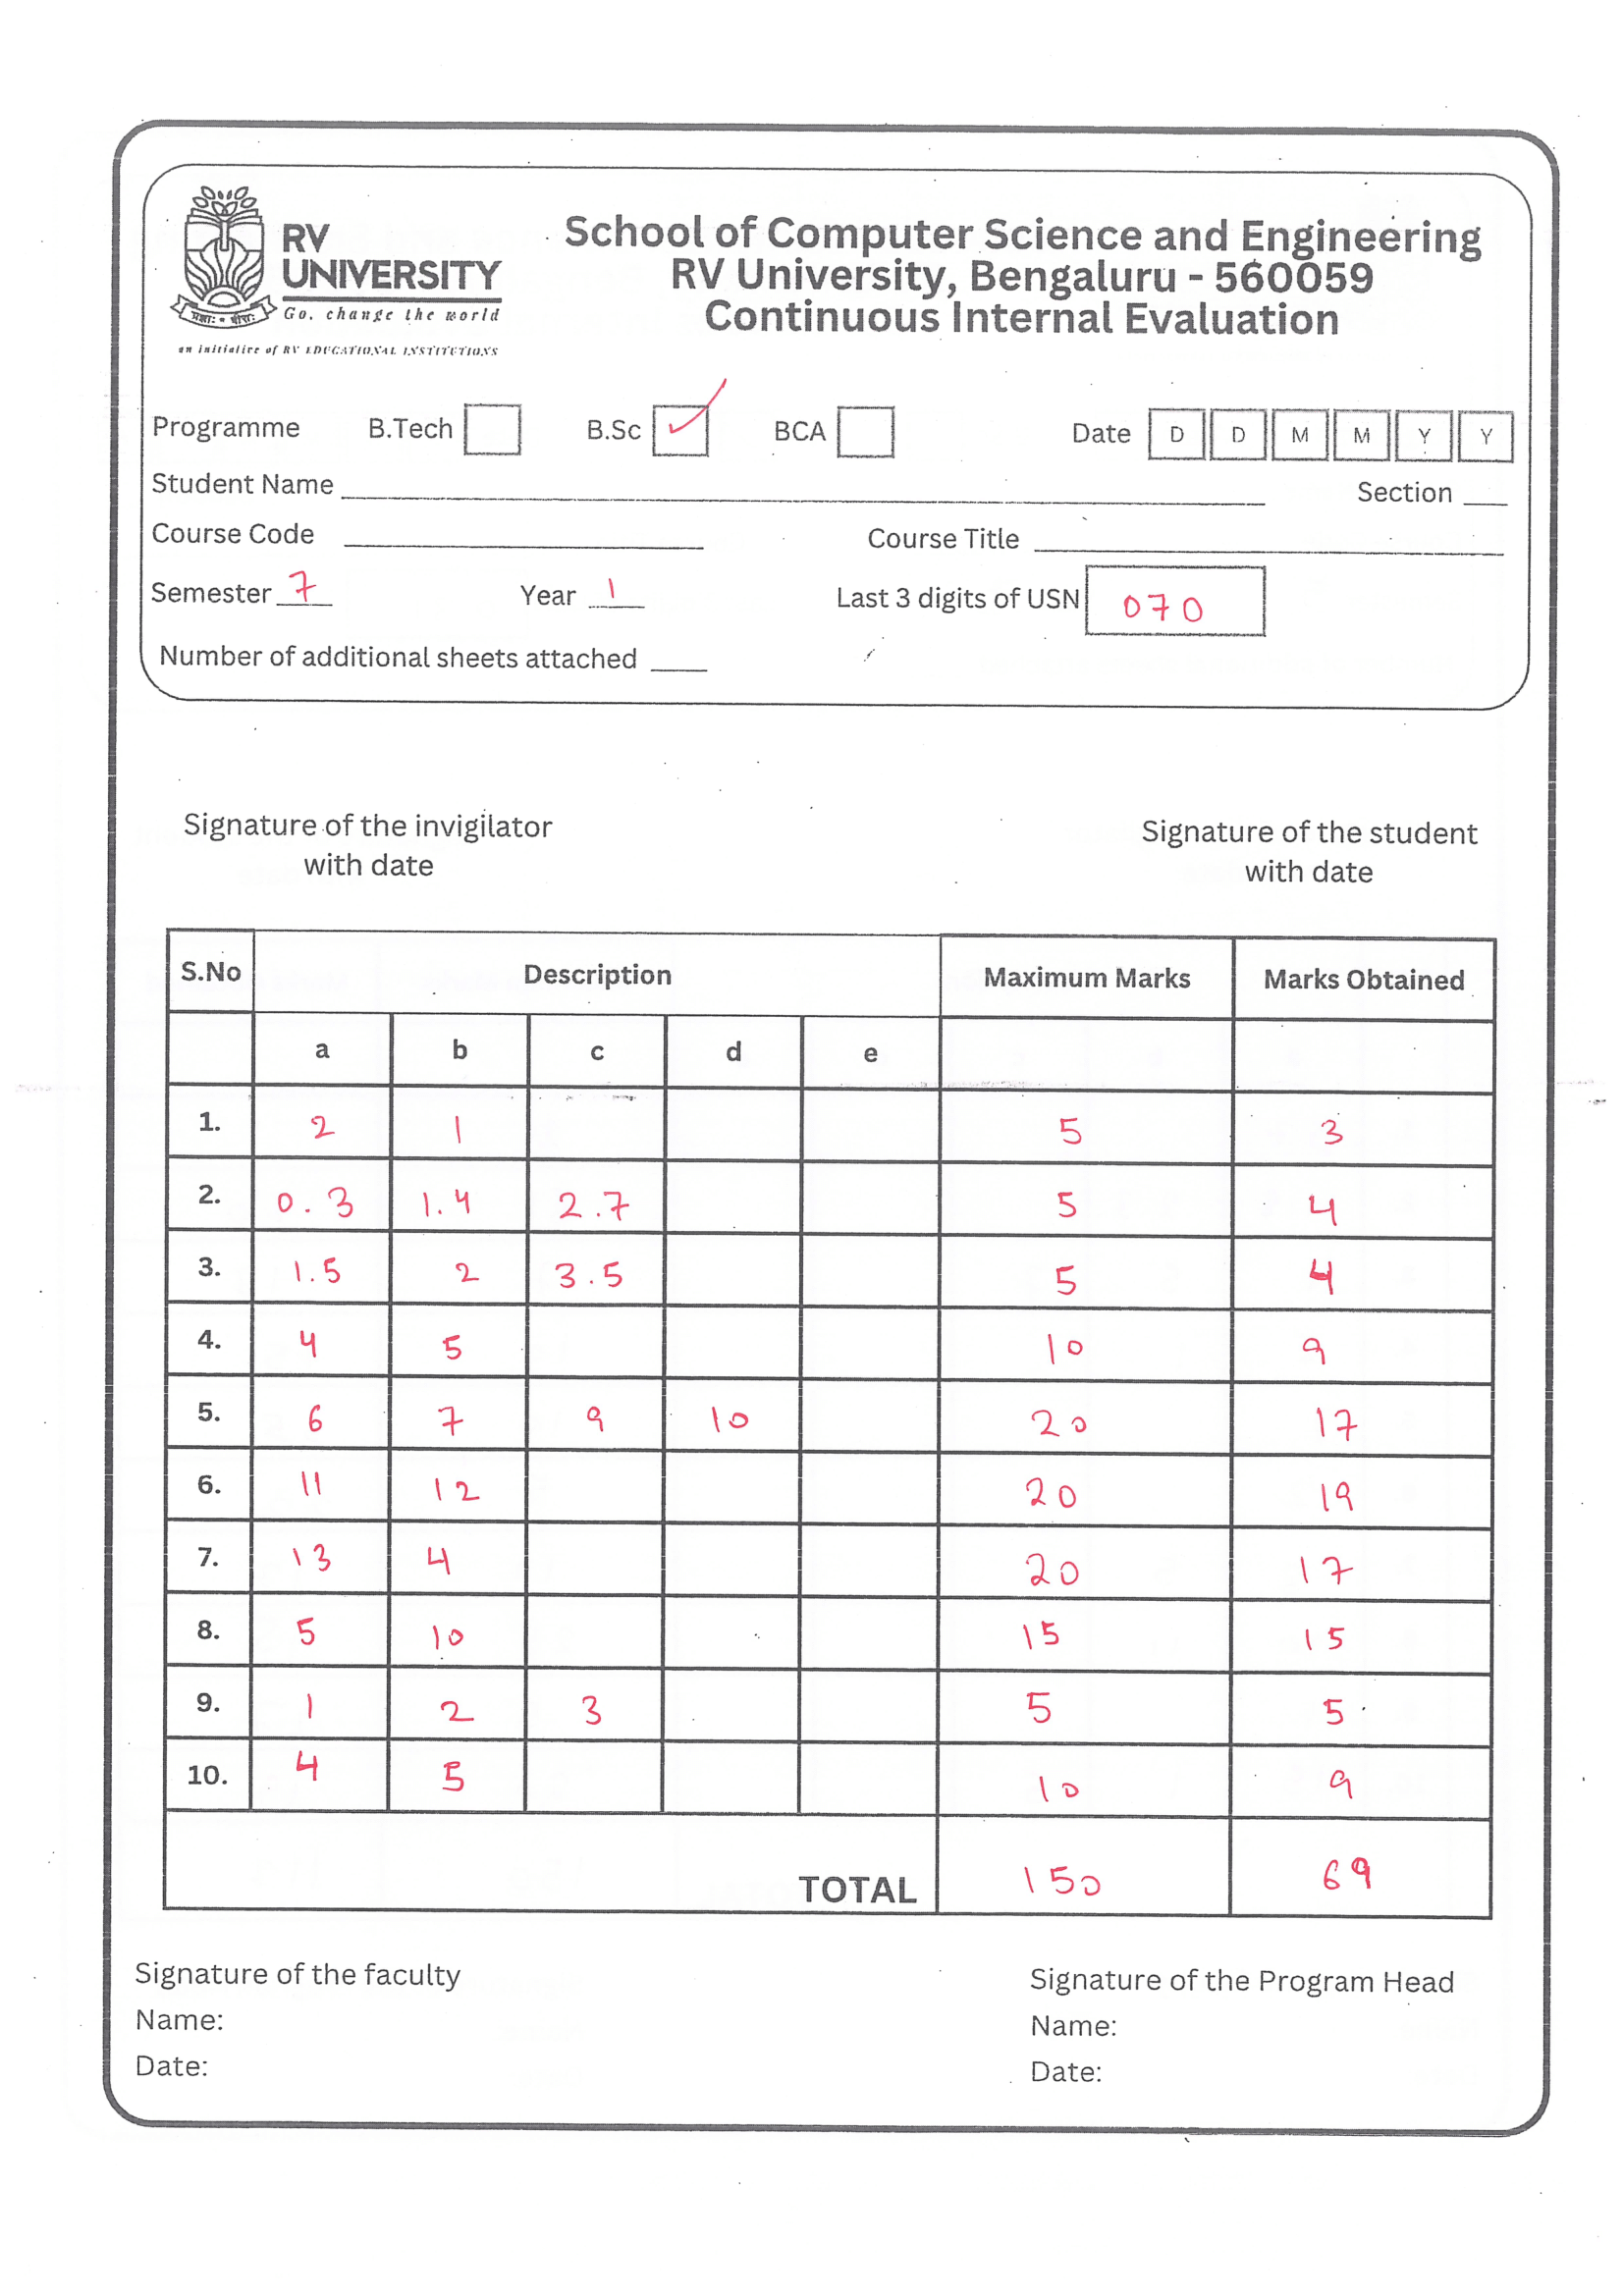 RV
UNIVERSITY
Go, change the world
an initiative of RV EDUCATIONAL INSTITUTIONS
School of Computer Science and Engineering
RV University, Bengaluru - 560059
Continuous Internal Evaluation
Programme B.Tech B.Sc ✓ BCA Date D D M M Y Y
Student Name Section
Course Code Course Title
Semester 7 Year 1 Last 3 digits of USN 070
Number of additional sheets attached
Signature of the invigilator
with date
Signature of the student
with date
S.No Description Maximum Marks Marks Obtained
a b c d e
1. 2 1 5 3
2. 0.3 1.4 2.7 5 4
3. 1.5 2 3.5 5 4
4. 4 5 10 9
5. 6 7 9 10 20 17
6. 11 12 20 19
7. 13 4 20 17
8. 5 10 15 15
9. 1 2 3 5 5
10. 4 5 10 9
TOTAL 150 69
Signature of the faculty
Name:
Date:
Signature of the Program Head
Name:
Date: